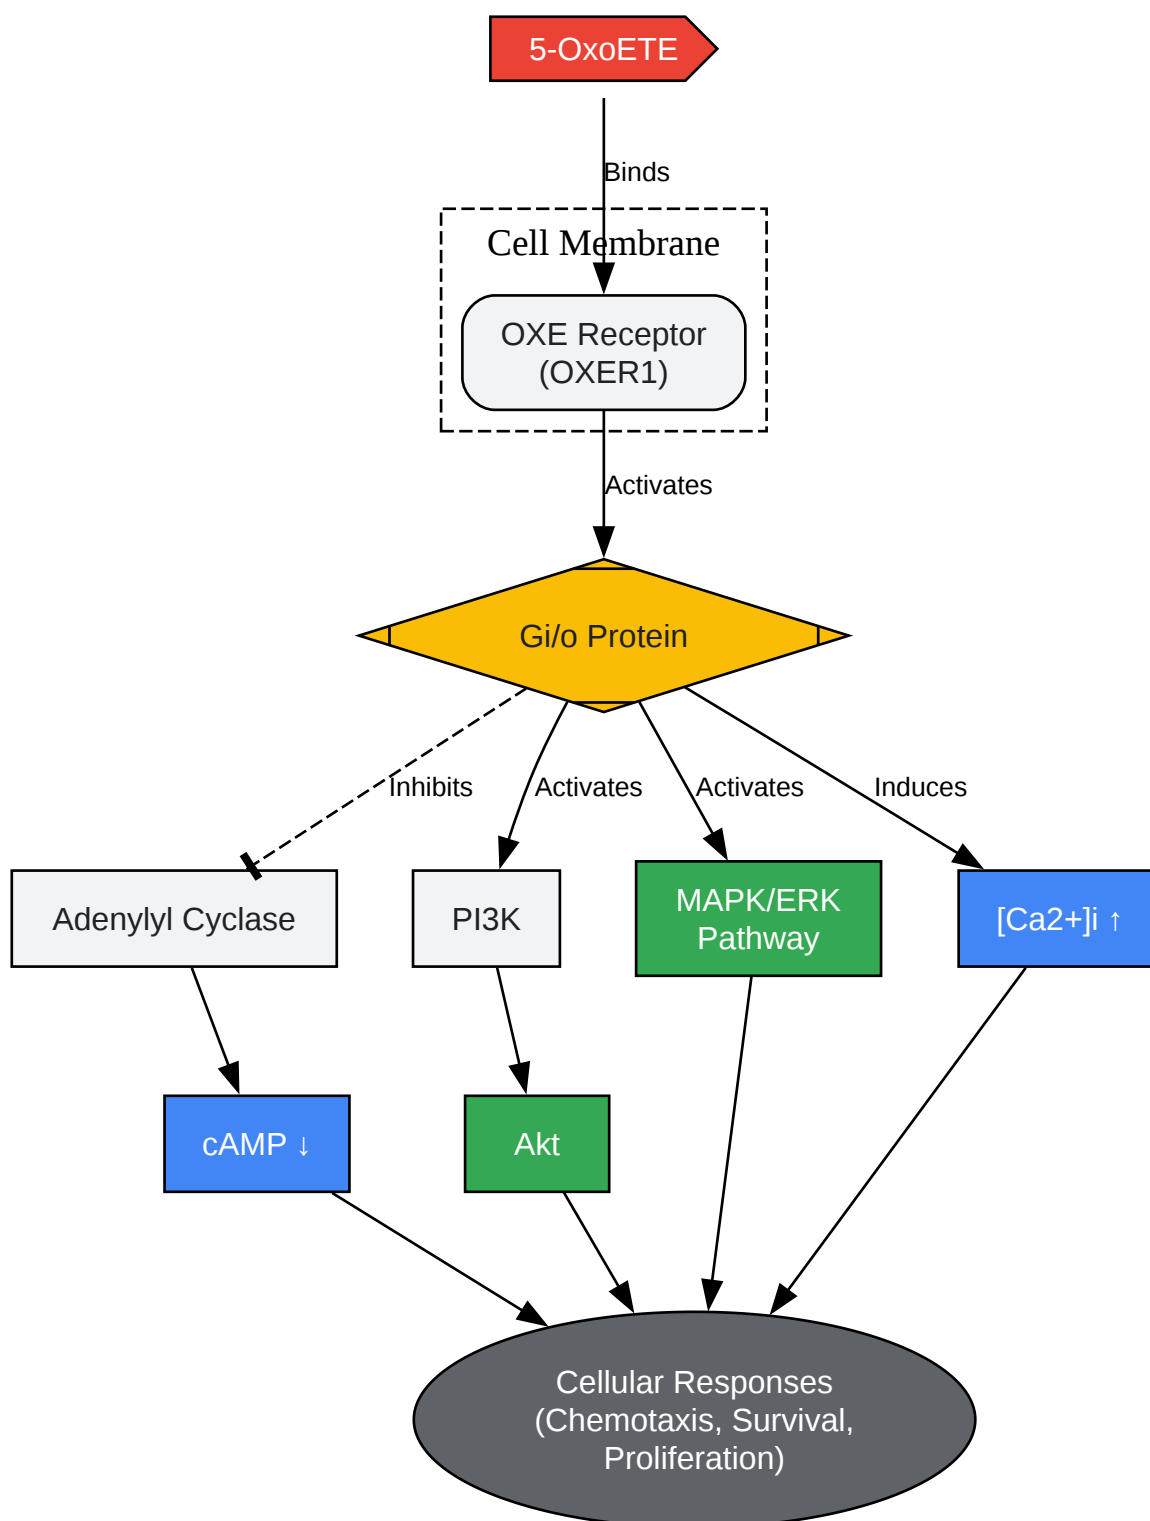 5-OxoETE
Binds
Cell Membrane
OXE Receptor
(OXER1)
Activates
Gi/o Protein
Inhibits
Activates
Activates
Induces
Adenylyl Cyclase
PI3K
MAPK/ERK
Pathway
[Ca2+]i ↑
cAMP ↓
Akt
Cellular Responses
(Chemotaxis, Survival,
Proliferation)